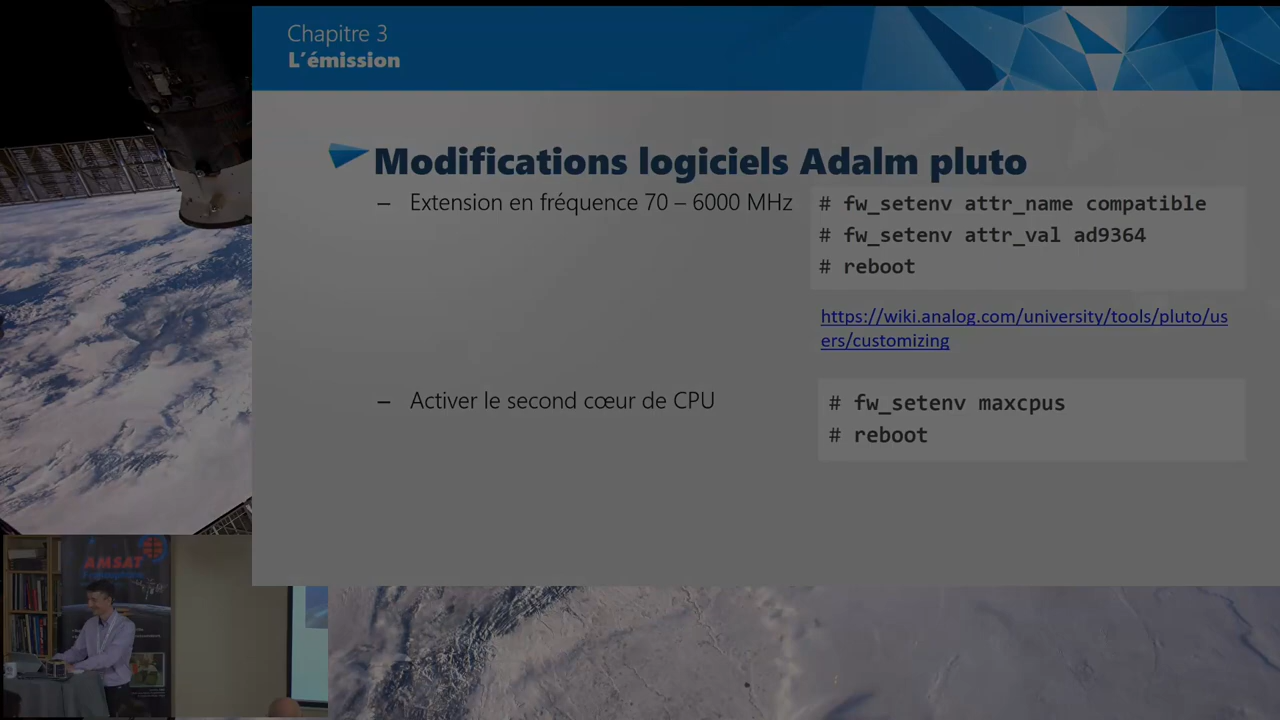 Chapitre 3
L'émission
Modifications logiciels Adalm pluto
– Extension en fréquence 70 – 6000 MHz
# fw_setenv attr_name compatible
# fw_setenv attr_val ad9364
# reboot
https://wiki.analog.com/university/tools/pluto/us
ers/customizing
– Activer le second cœur de CPU
# fw_setenv maxcpus
# reboot
AMSAT